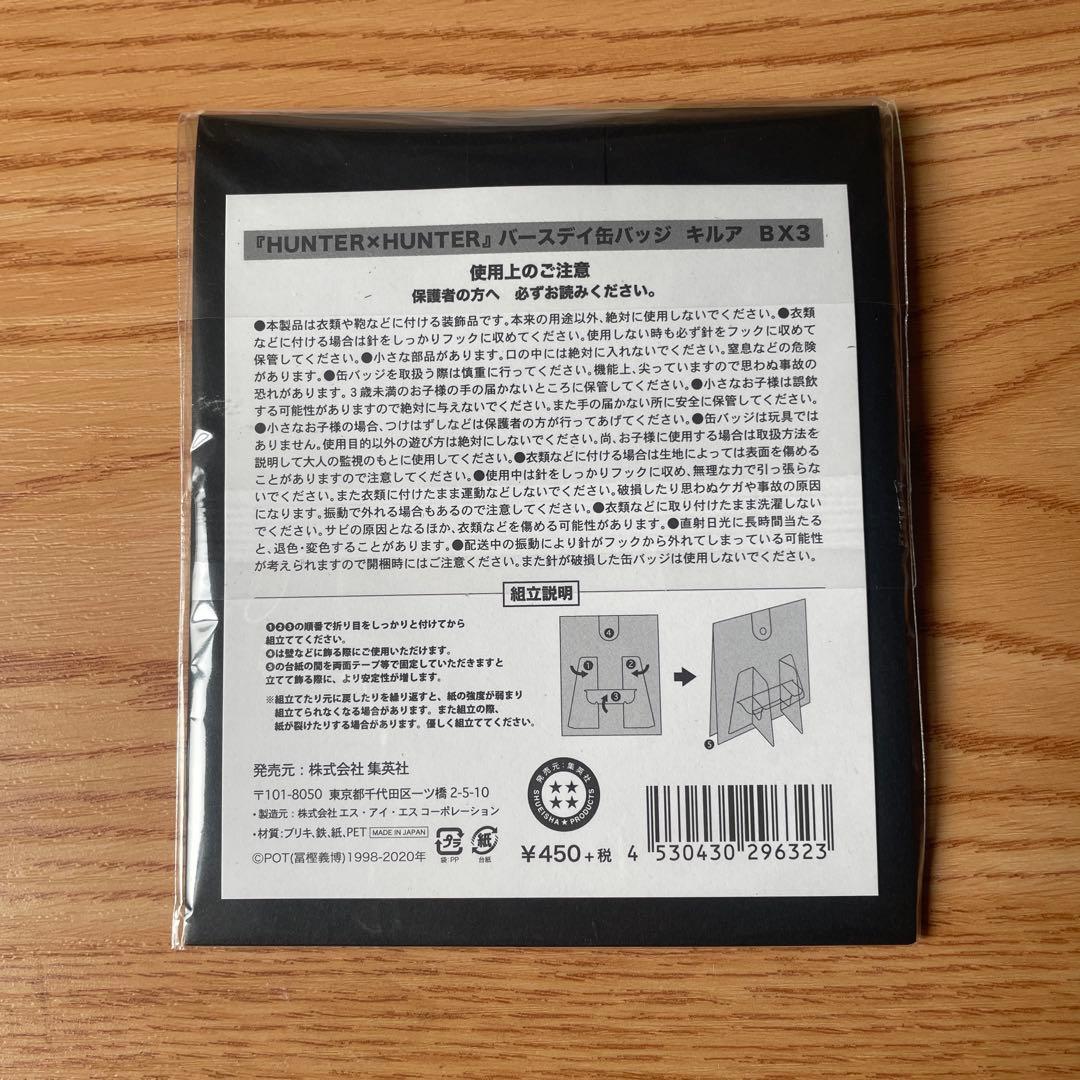 『HUNTER×HUNTER』バースデイ缶バッジ キルア BX3
使用上のご注意
保護者の方へ 必ずお読みください。
●本製品は衣類や鞄などに付ける装飾品です。本来の用途以外、絶対に使用しないでください。●衣類
などに付ける場合は針をしっかりフックに収めてください。使用しない時も必ず針をフックに収めて
保管してください。●小さな部品があります。口の中には絶対に入れないでください。窒息などの危険
があります。●缶バッジを取扱う際は慎重に行ってください。機能上、尖っていますので思わぬ事故の
恐れがあります。3歳未満のお子様の手の届かないところに保管してください。●小さなお子様は誤飲
する可能性がありますので絶対に与えないでください。また手の届かない所に安全に保管してください。
●小さなお子様の場合、つけはずしなどは保護者の方が行ってあげてください。●缶バッジは玩具では
ありません。使用目的以外の遊び方は絶対にしないでください。尚、お子様に使用する場合は取扱方法を
説明して大人の監視のもとに使用してください。●衣類などに付ける場合は生地によっては表面を傷める
ことがありますので注意してください。●使用中は針をしっかりフックに収め、無理な力で引っ張らな
いでください。また衣類に付けたまま運動などしないでください。破損したり思わぬケガや事故の原因
になります。振動で外れる場合もあるので注意してください。●衣類などに取り付けたまま洗濯しない
でください。サビの原因となるほか、衣類などを傷める可能性があります。●直射日光に長時間当たる
と、退色・変色することがあります。●配送中の振動により針がフックから外れてしまっている可能性
が考えられますので開梱時にはご注意ください。また針が破損した缶バッジは使用しないでください。
組立説明
❶❷❸の順番で折り目をしっかりと付けてから
組立ててください。
❹は壁などに飾る際にご使用いただけます。
❺の台紙の間を両面テープ等で固定していただきますと
立てて飾る際に、より安定性が増します。
※組立てたり元に戻したりを繰り返すと、紙の強度が弱まり
組立てられなくなる場合があります。また組立の際、
紙が裂けたりする場合があります。優しく組立ててください。
❹
❶ ❷
❸
❺
発売元：株式会社 集英社
〒101-8050 東京都千代田区一ツ橋 2-5-10
・製造元：株式会社 エス・アイ・エス コーポレーション
・材質：ブリキ、鉄、紙、PET MADE IN JAPAN
©POT(冨樫義博)1998-2020年
プラ
袋：PP
紙
台紙
発売元：集英社
SHUEISHA★PRODUCTS
¥450+税
4 530430 296323